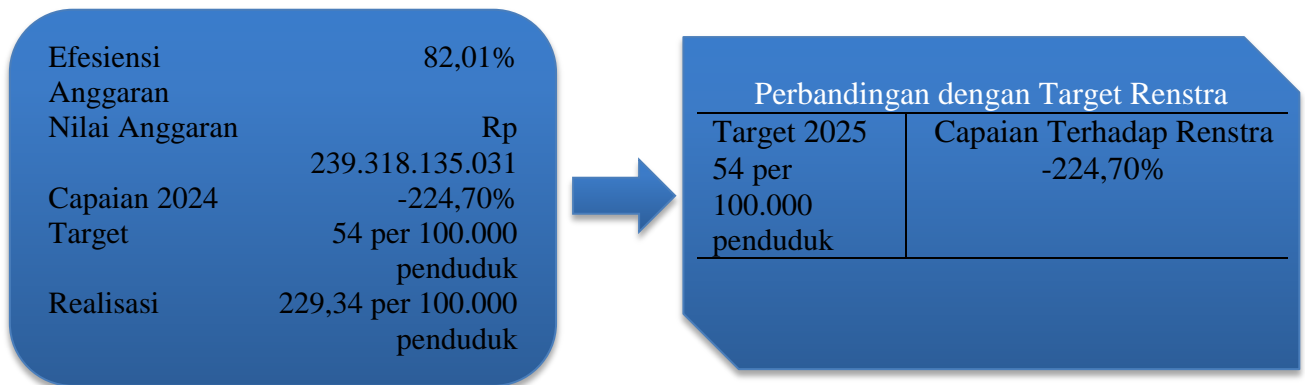 Efesiensi 82,01%
Anggaran
Nilai Anggaran Rp
239.318.135.031
Capaian 2024 -224,70%
Target 54 per 100.000
penduduk
Realisasi 229,34 per 100.000
penduduk
Perbandingan dengan Target Renstra
Target 2025 Capaian Terhadap Renstra
54 per -224,70%
100.000
penduduk